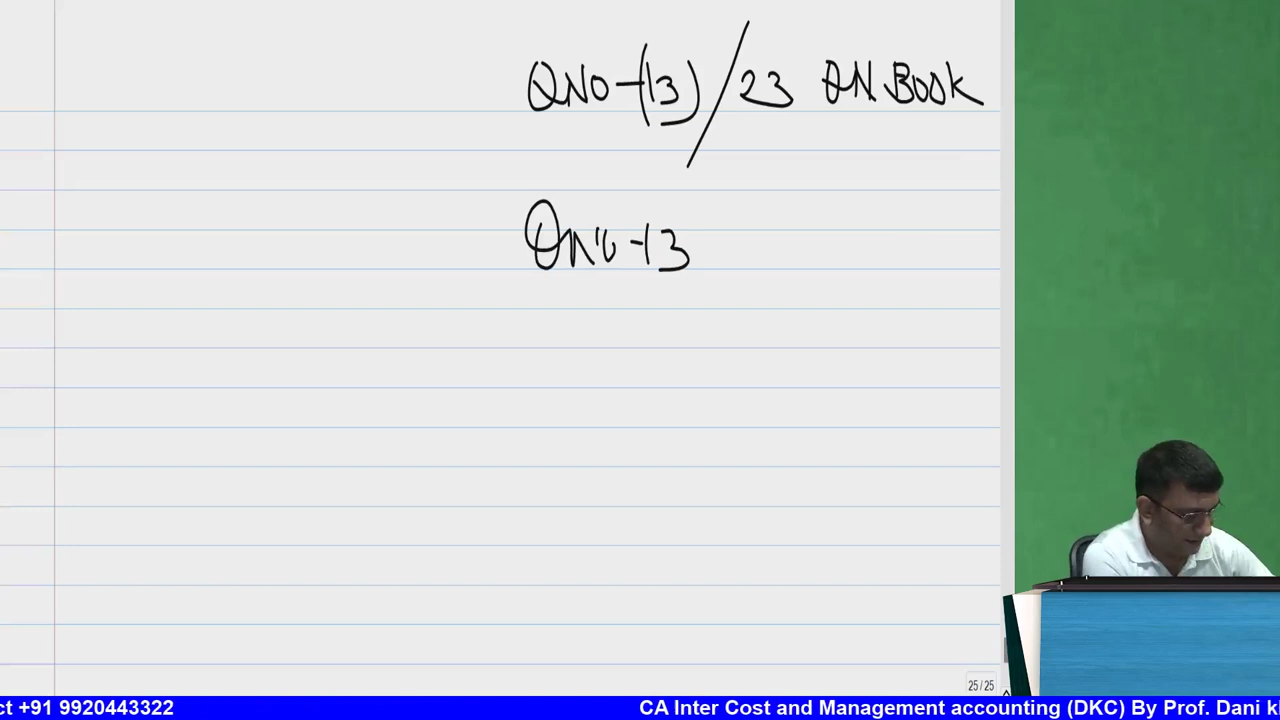 QNO-(13)/23 QN BOOK
QNO-13
25/25
ct +91 9920443322
CA Inter Cost and Management accounting (DKC) By Prof. Dani k